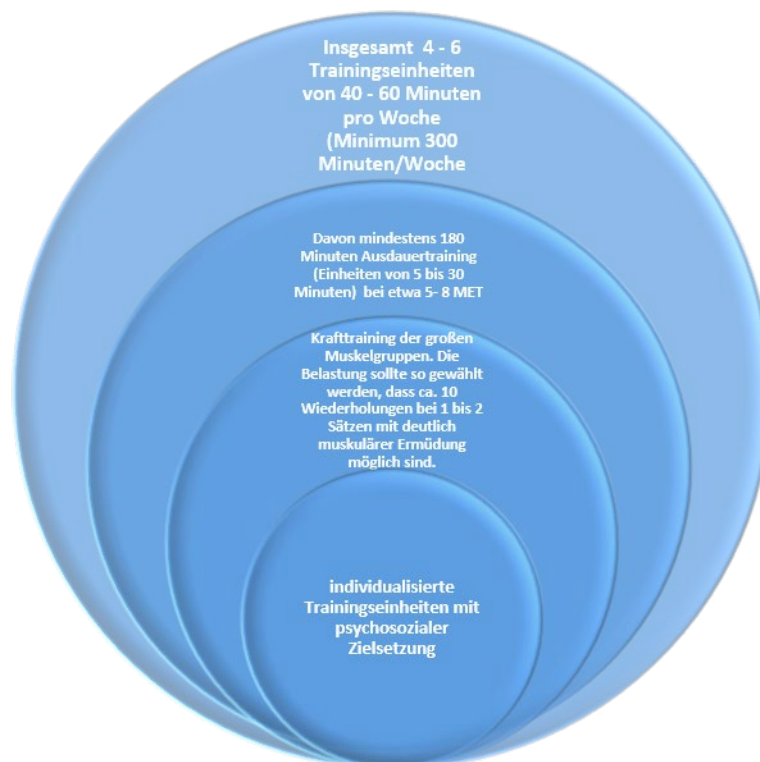 Insgesamt 4 - 6
Trainingseinheiten
von 40 - 60 Minuten
pro Woche
(Minimum 300
Minuten/Woche
Davon mindestens 180
Minuten Ausdauertraining
(Einheiten von 5 bis 30
Minuten) bei etwa 5- 8 MET
Krafttraining der großen
Muskelgruppen. Die
Belastung sollte so gewählt
werden, dass ca. 10
Wiederholungen bei 1 bis 2
Sätzen mit deutlich
muskulärer Ermüdung
möglich sind.
individualisierte
Trainingseinheiten mit
psychosozialer
Zielsetzung